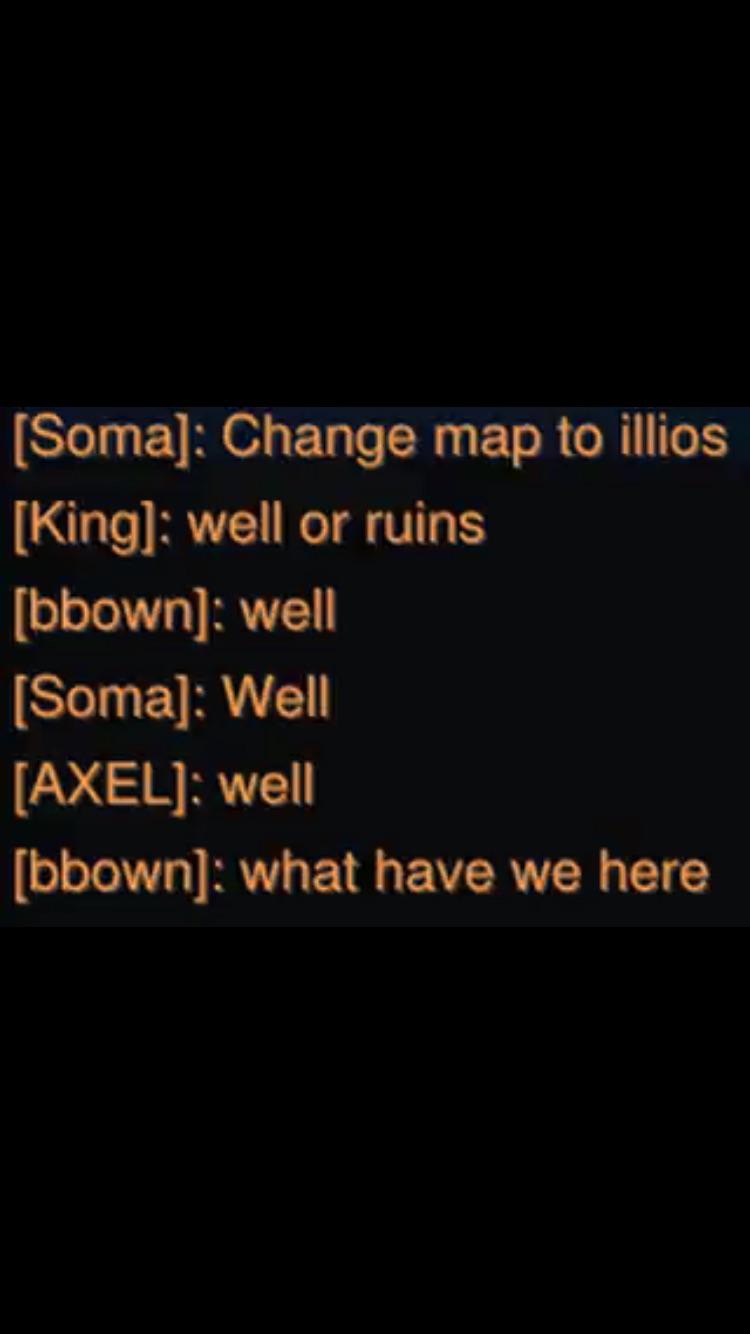 [Soma]: Change map to illios
[King]: well or ruins
[bbown]: well
[Soma]: Well
[AXEL]: well
[bbown]: what have we here